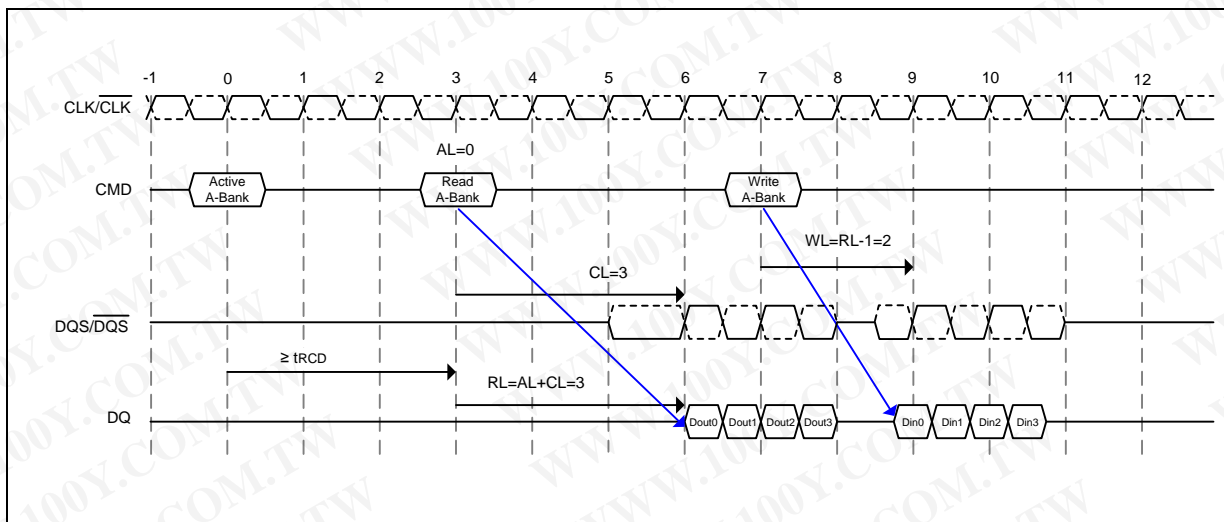 -1 0 1 2 3 4 5 6 7 8 9 10 11 12
CLK/CLK
AL=0
CMD
Active
A-Bank
Read
A-Bank
Write
A-Bank
WL=RL-1=2
CL=3
DQS/DQS
≥ tRCD
RL=AL+CL=3
DQ
Dout0 Dout1 Dout2 Dout3 Din0 Din1 Din2 Din3
WWW.100Y.COM.TW